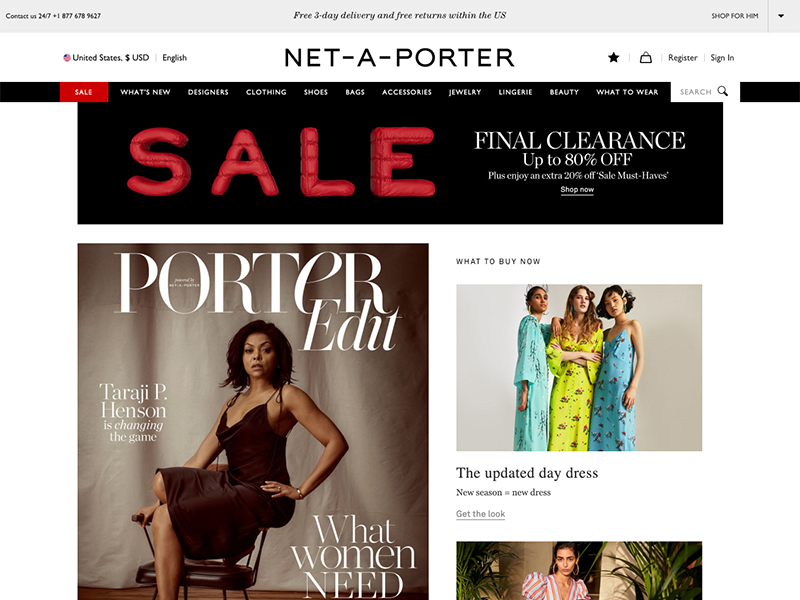 Contact us 24/7 +1 877 678 9627
Free 3-day delivery and free returns within the US
SHOP FOR HIM
United States, $ USD
English
NET-A-PORTER
Register
Sign In
SALE
WHAT'S NEW
DESIGNERS
CLOTHING
SHOES
BAGS
ACCESSORIES
JEWELRY
LINGERIE
BEAUTY
WHAT TO WEAR
SEARCH
SALE
FINAL CLEARANCE
Up to 80% OFF
Plus enjoy an extra 20% off 'Sale Must-Haves'
Shop now
PORTER
powered by
NET-A-PORTER
Edit
Taraji P.
Henson
is changing
the game
What
women
NEED
WHAT TO BUY NOW
The updated day dress
New season = new dress
Get the look